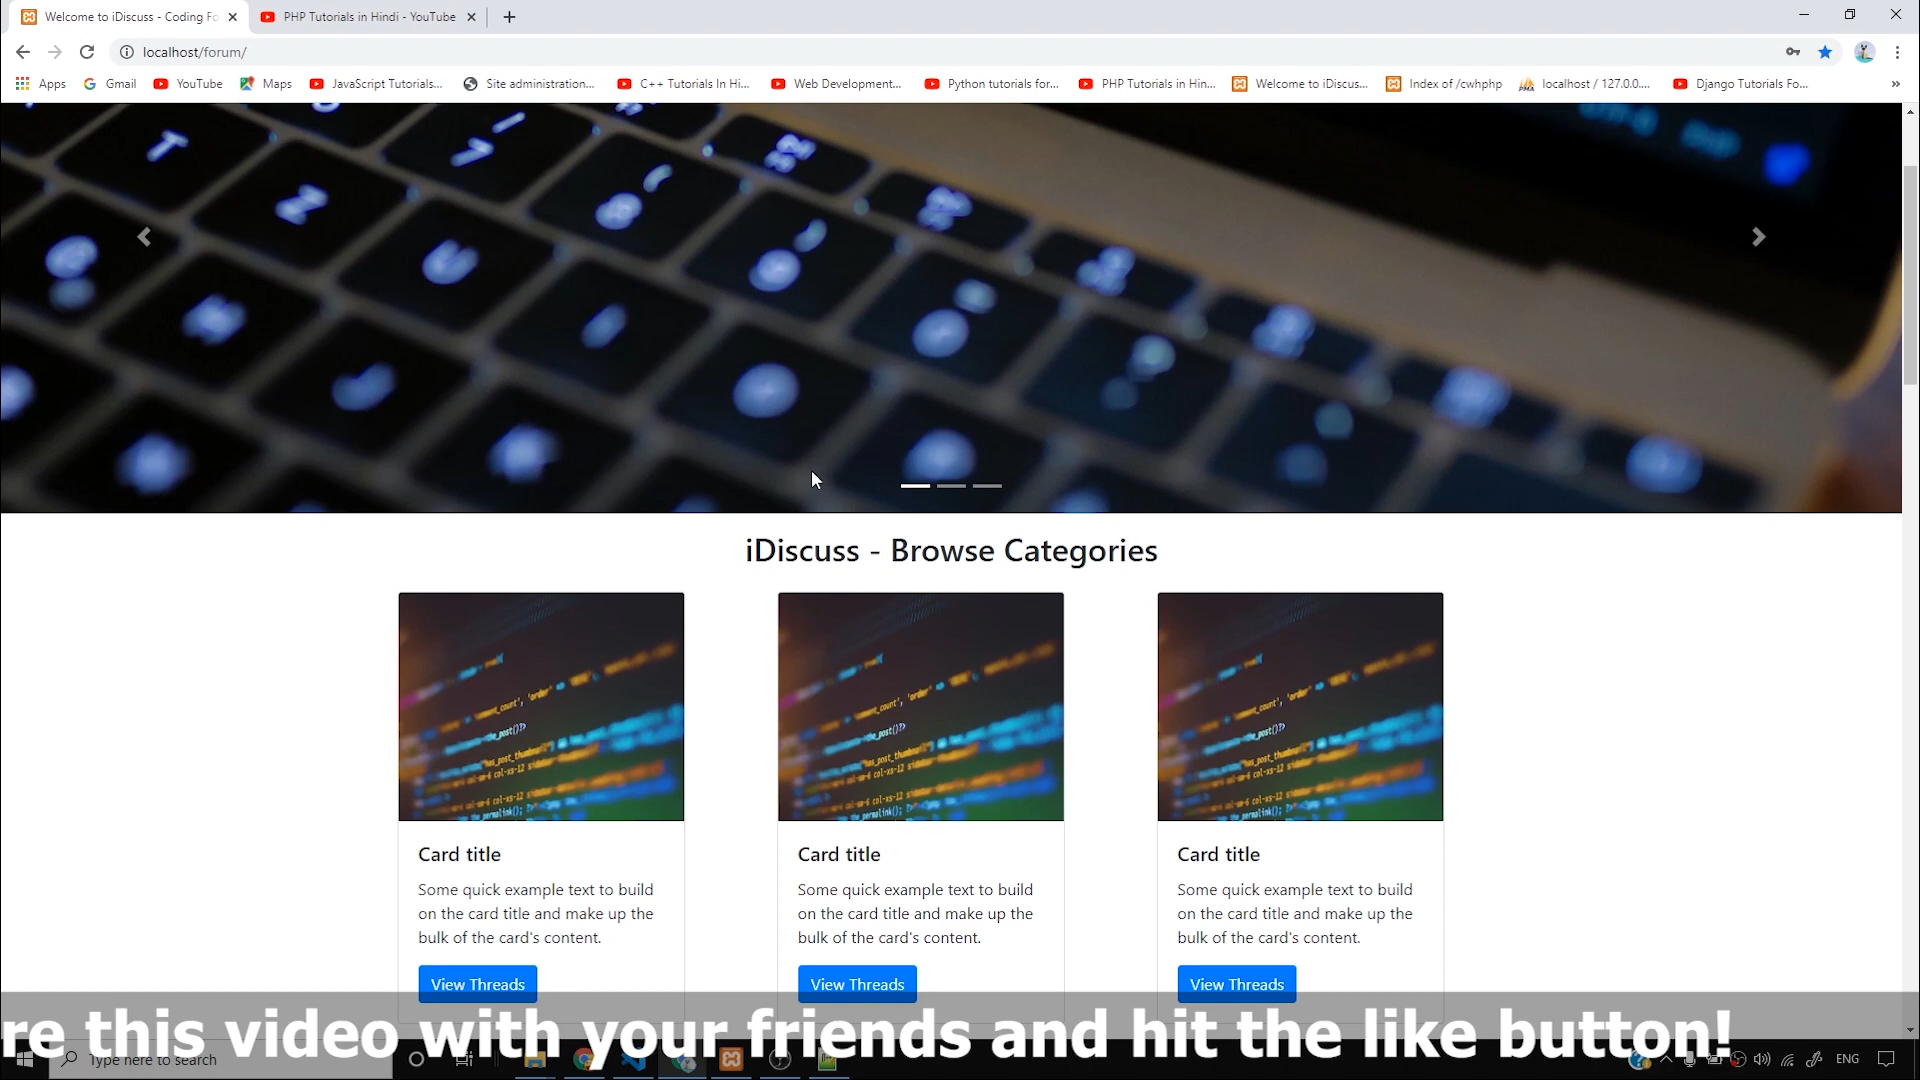 Welcome to iDiscuss - Coding Fo
PHP Tutorials in Hindi - YouTube
localhost/forum/
Apps
Gmail
YouTube
Maps
JavaScript Tutorials...
Site administration...
C++ Tutorials In Hi...
Web Development...
Python tutorials for...
PHP Tutorials in Hin...
Welcome to iDiscus...
Index of /cwhphp
localhost / 127.0.0....
Django Tutorials Fo...
»
iDiscuss - Browse Categories
Card title
Some quick example text to build
on the card title and make up the
bulk of the card's content.
View Threads
Card title
Some quick example text to build
on the card title and make up the
bulk of the card's content.
View Threads
Card title
Some quick example text to build
on the card title and make up the
bulk of the card's content.
View Threads
re this video with your friends and hit the like button!
Type here to search
ENG